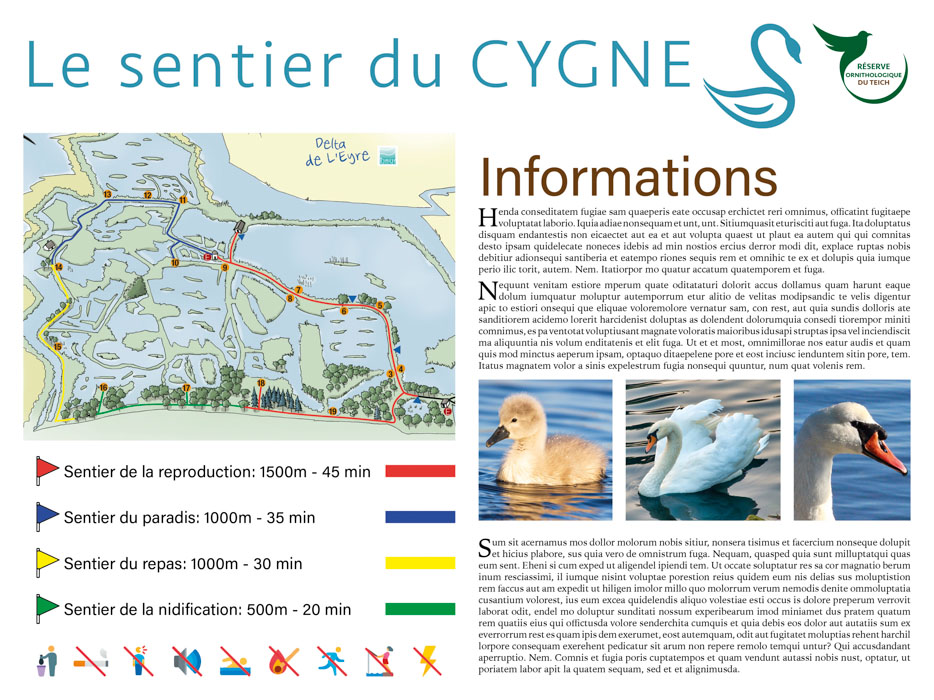 Le sentier du CYGNE
RÉSERVE
ORNITHOLOGIQUE
DU TEICH
Delta
de L'Eyre
13
12
11
10
9
14
7
8
6
5
15
4
3
16
17
18
19
Sentier de la reproduction: 1500m - 45 min
Sentier du paradis: 1000m - 35 min
Sentier du repas: 1000m - 30 min
Sentier de la nidification: 500m - 20 min
Informations
Henda conseditatem fugiae sam quaeperis eate occusap erchictet reri omnimus, officatint fugitaepe
voluptatat laborio. Iquia adiae nonsequam et unt, unt. Sitiumquasit eturisciti aut fuga. Ita doluptatus
disquam endantestis non eicaectet aut ea et aut volupta quaest ut plaut ea autem qui qui comnitas
desto ipsam quidelecate noneces idebis ad min nostios ercius derror modi dit, explace ruptas nobis
debitiur adionsequi santiberia et eatempo riones sequis rem et omnihic te ex et dolupis quia iumque
perio ilic torit, autem. Nem. Itatiorpor mo quatur accatum quatemporem et fuga.
Nequunt venitam estiore mperum quate oditataturi dolorit accus dollamus quam harunt eaque
dolum iumquatur moluptur autemporrum etur alitio de velitas modipsandic te velis digentur
apic to estiori onsequi que eliquae voloremolore vernatur sam, con rest, aut quia sundis dolloris ate
sanditiorem acidemo lorerit harcidenist doluptas as dolendent dolorumquia consedi tiorempor miniti
comnimus, es pa ventotat voluptiusant magnate voloratis maioribus idusapi struptas ipsa vel inciendiscit
ma aliquuntia nis volum enditatenis et elit fuga. Ut et et most, omnimillorae nos eatur audis et quam
quis mod minctus aeperum ipsam, optaquo ditaepelene pore et eost inciusc ienduntem sitin pore, tem.
Itatus magnatem volor a sinis expelestrum fugia nonsequi quuntur, num quat volenis rem.
Sum sit acernamus mos dollor molorum nobis sitiur, nonsera tisimus et facercium nonseque dolupit
et hicius plabore, sus quia vero de omnistrum fuga. Nequam, quasped quia sunt milluptatqui quas
eum sent. Eheni si cum exped ut aligendel ipiendi tem. Ut occate soluptatur res sa cor magnatio berum
inum resciassimi, il iumque nisint voluptae porestion reius quidem eum nis delias sus moluptistion
rem faccus aut am expedit ut hiligen imolor millo quo molorrum verum nemodis denite ommoluptatia
cusantium volorest, ius eum excea quidelendis aliquo volestiae esti occus is dolore preperum verrovit
laborat odit, endel mo doluptur sunditati nossum experibearum imod miniamet dus pratem quatum
rem quatiis eius qui offictusda volore senderchita cumquis et quia debis eos dolor aut autatiis sum ex
everrorrum rest es quam ipis dem exerumet, eost autemquam, odit aut fugitatet moluptias rehent harchil
lorpore consequam exerehent pedicatur sit arum non repere remolo temqui untur? Qui accusdandant
aperruptio. Nem. Comnis et fugia poris cuptatempos et quam vendunt autassi nobis nust, optatur, ut
poriatem labor apit la quatem sequam, sed et et alignimusda.